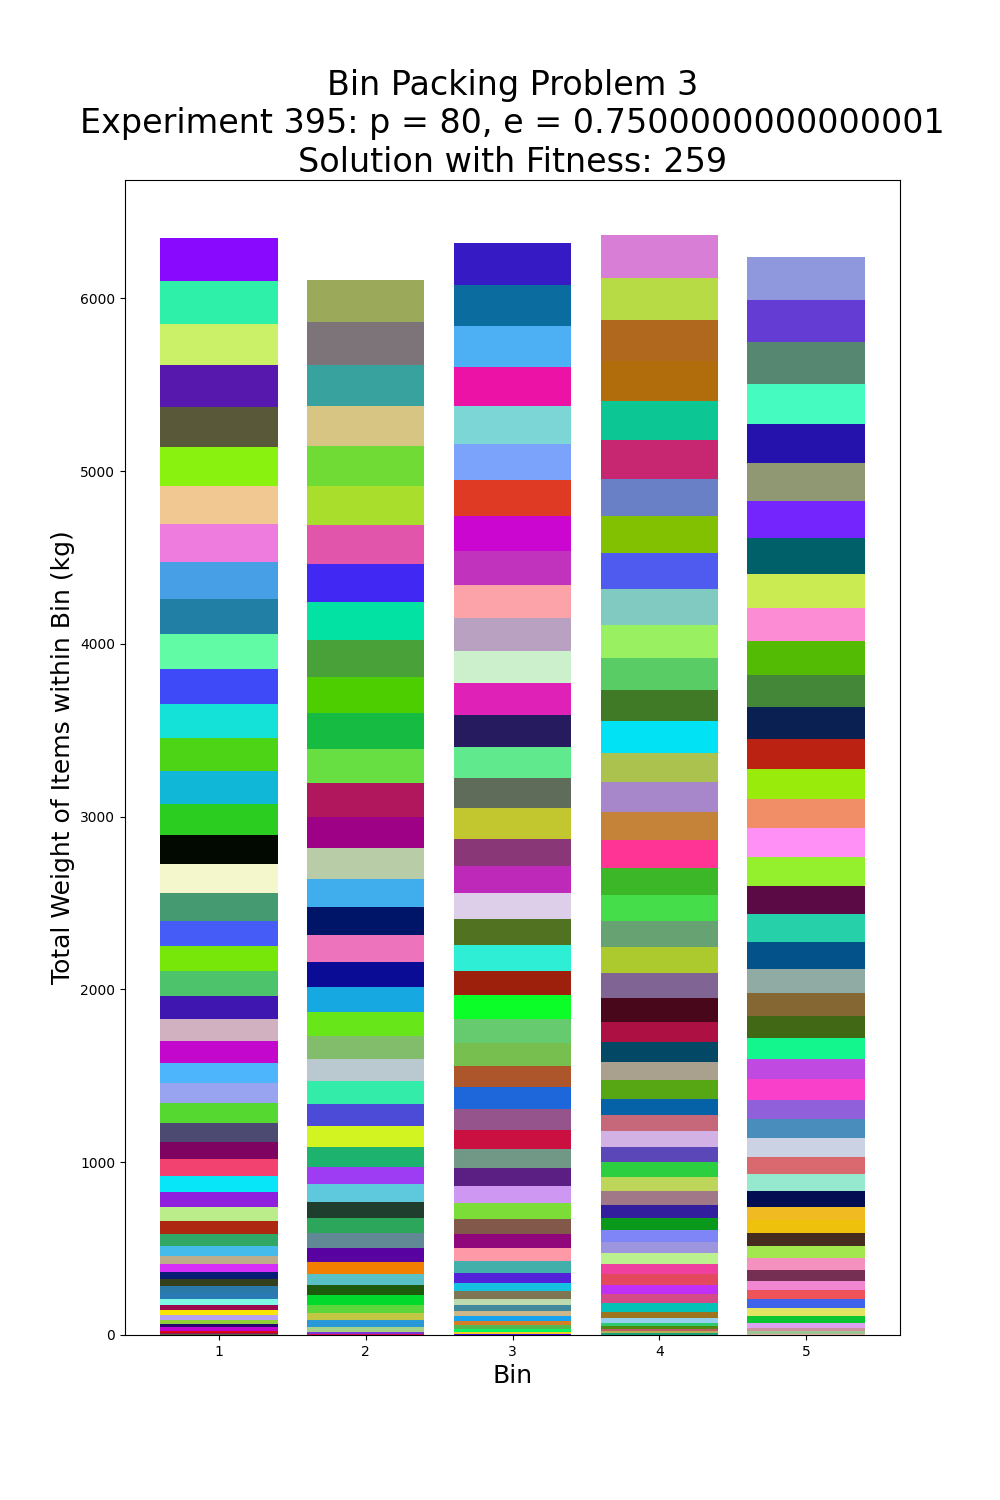 Bin Packing Problem 3
Experiment 395: p = 80, e = 0.7500000000000001
Solution with Fitness: 259
Total Weight of Items within Bin (kg)
6000
5000
4000
3000
2000
1000
0
1 2 3 4 5
Bin